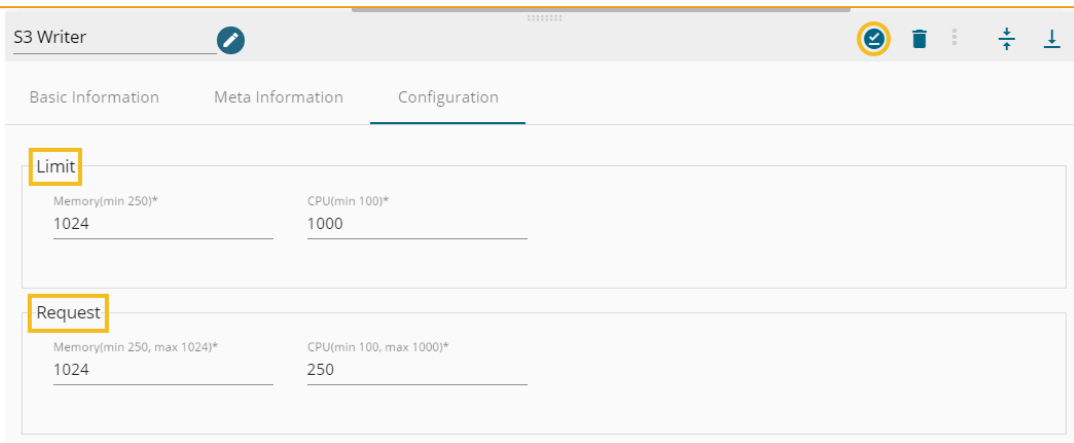 S3 Writer
Basic Information Meta Information Configuration
Limit
Memory(min 250)* CPU(min 100)*
1024 1000
Request
Memory(min 250, max 1024)* CPU(min 100, max 1000)*
1024 250